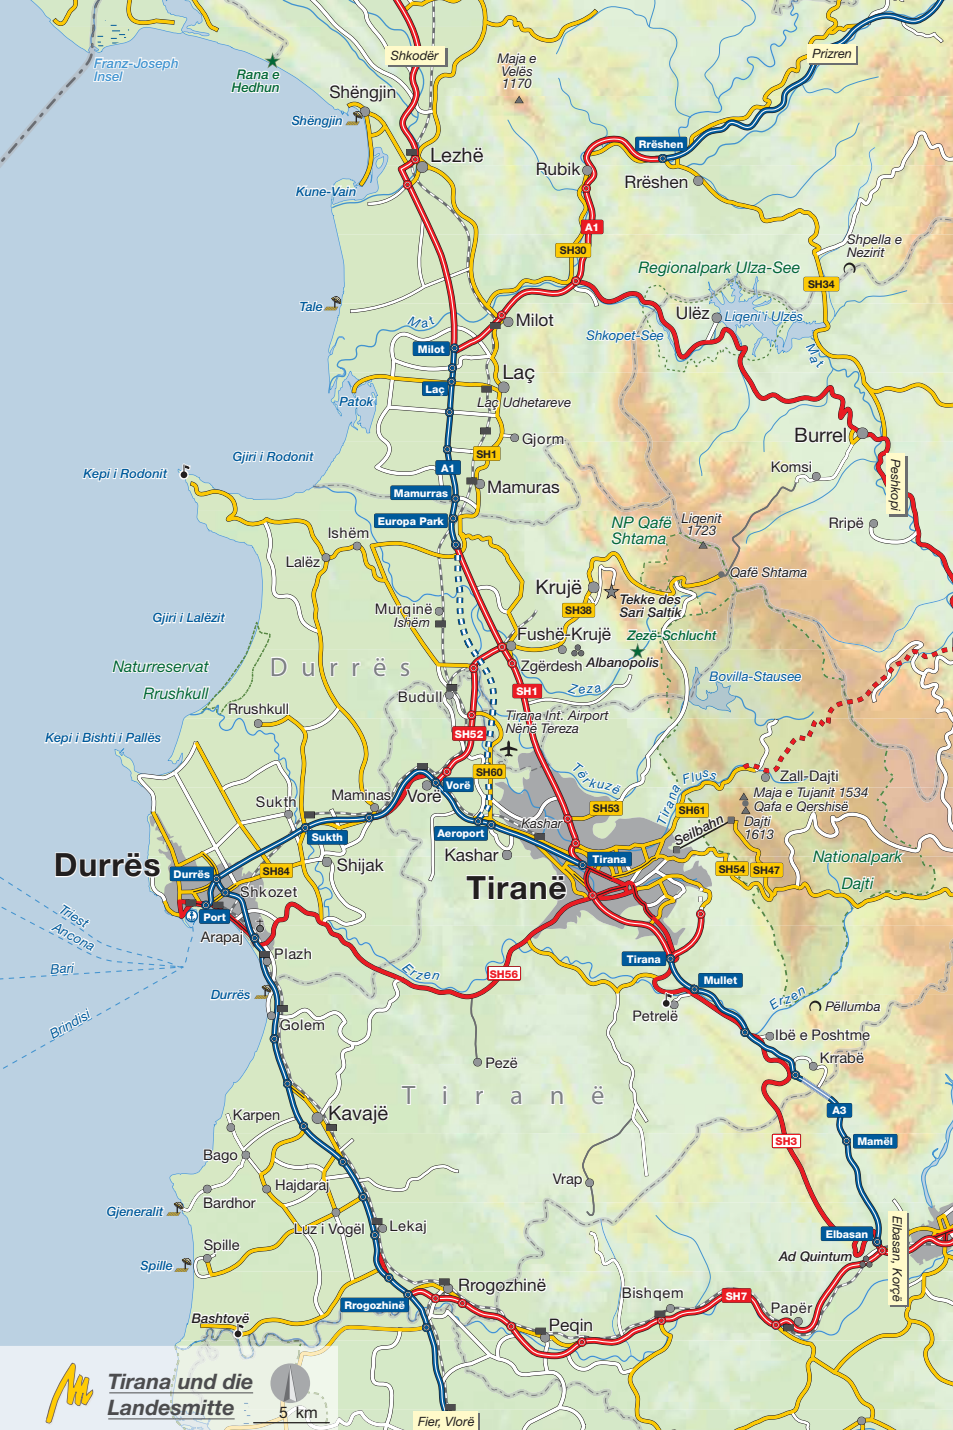 Shkodër
Prizren
Franz-Joseph
Insel
Rana e
Hedhun
Maja e
Velës
1170
Shëngjin
Shëngjin
Rrëshen
Lezhë
Rubik
Rrëshen
Kune-Vain
A1
SH30
Shpella e
Nezirit
Regionalpark Ulza-See
SH34
Tale
Milot
Ulëz
Liqeni i Ulzës
Mat
Shkopet-See
Mat
Milot
Laç
Laç
Patok
Laç Udhetareve
Burrel
Gjorm
Gjiri i Rodonit
SH1
Kepi i Rodonit
A1
Komsi
Peshkopi
Mamurras
Mamuras
Europa Park
NP Qafë
Shtama
Liqenit
1723
Rripë
Ishëm
Lalëz
Qafë Shtama
Krujë
Tekke des
Sari Saltik
SH38
Murqinë
Ishëm
Gjiri i Lalëzit
Fushë-Krujë
Zezë-Schlucht
Durrës
Naturreservat
Rrushkull
Zgërdesh
Albanopolis
Zeza
Bovilla-Stausee
Budull
SH1
Rrushkull
Tirana Int. Airport
Nënë Tereza
Kepi i Bishti i Pallës
SH52
SH60
Tërkuzë
Tirana
Fluss
Zall-Dajti
Vorë
Vorë
Maja e Tujanit 1534
Qafa e Qershisë
Maminas
Sukth
SH53
SH61
Dajti
1613
Kashar
Seilbahn
Aeroport
Sukth
Kashar
Tirana
Nationalpark
Dajti
Durrës
Durrës
SH84
Shijak
SH54
SH47
Tiranë
Shkozet
Port
Triest
Ancona
Arapaj
Plazh
Bari
Erzen
SH56
Tirana
Mullet
Durrës
Erzen
Pëllumba
Petrelë
Brindisi
Golem
Ibë e Poshtme
Krrabë
Pezë
Tiranë
A3
Karpen
Kavajë
SH3
Mamël
Bago
Vrap
Hajdaraj
Bardhor
Gjeneralit
Luz i Vogël
Lekaj
Elbasan
Elbasan, Korçë
Spille
Spille
Ad Quintum
Rrogozhinë
Rrogozhinë
Bishqem
SH7
Papër
Bashtovë
Peqin
Tirana und die
Landesmitte
5 km
Fier, Vlorë